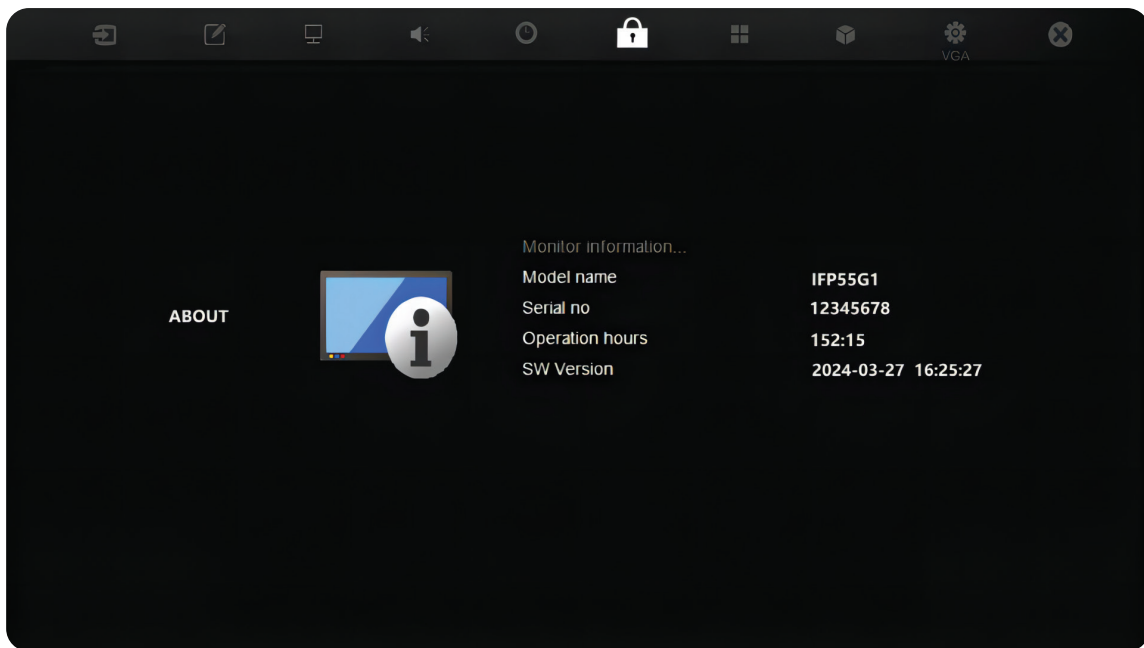 VGA
Monitor information...
Model name IFP55G1
Serial no 12345678
ABOUT
Operation hours 152:15
SW Version 2024-03-27 16:25:27